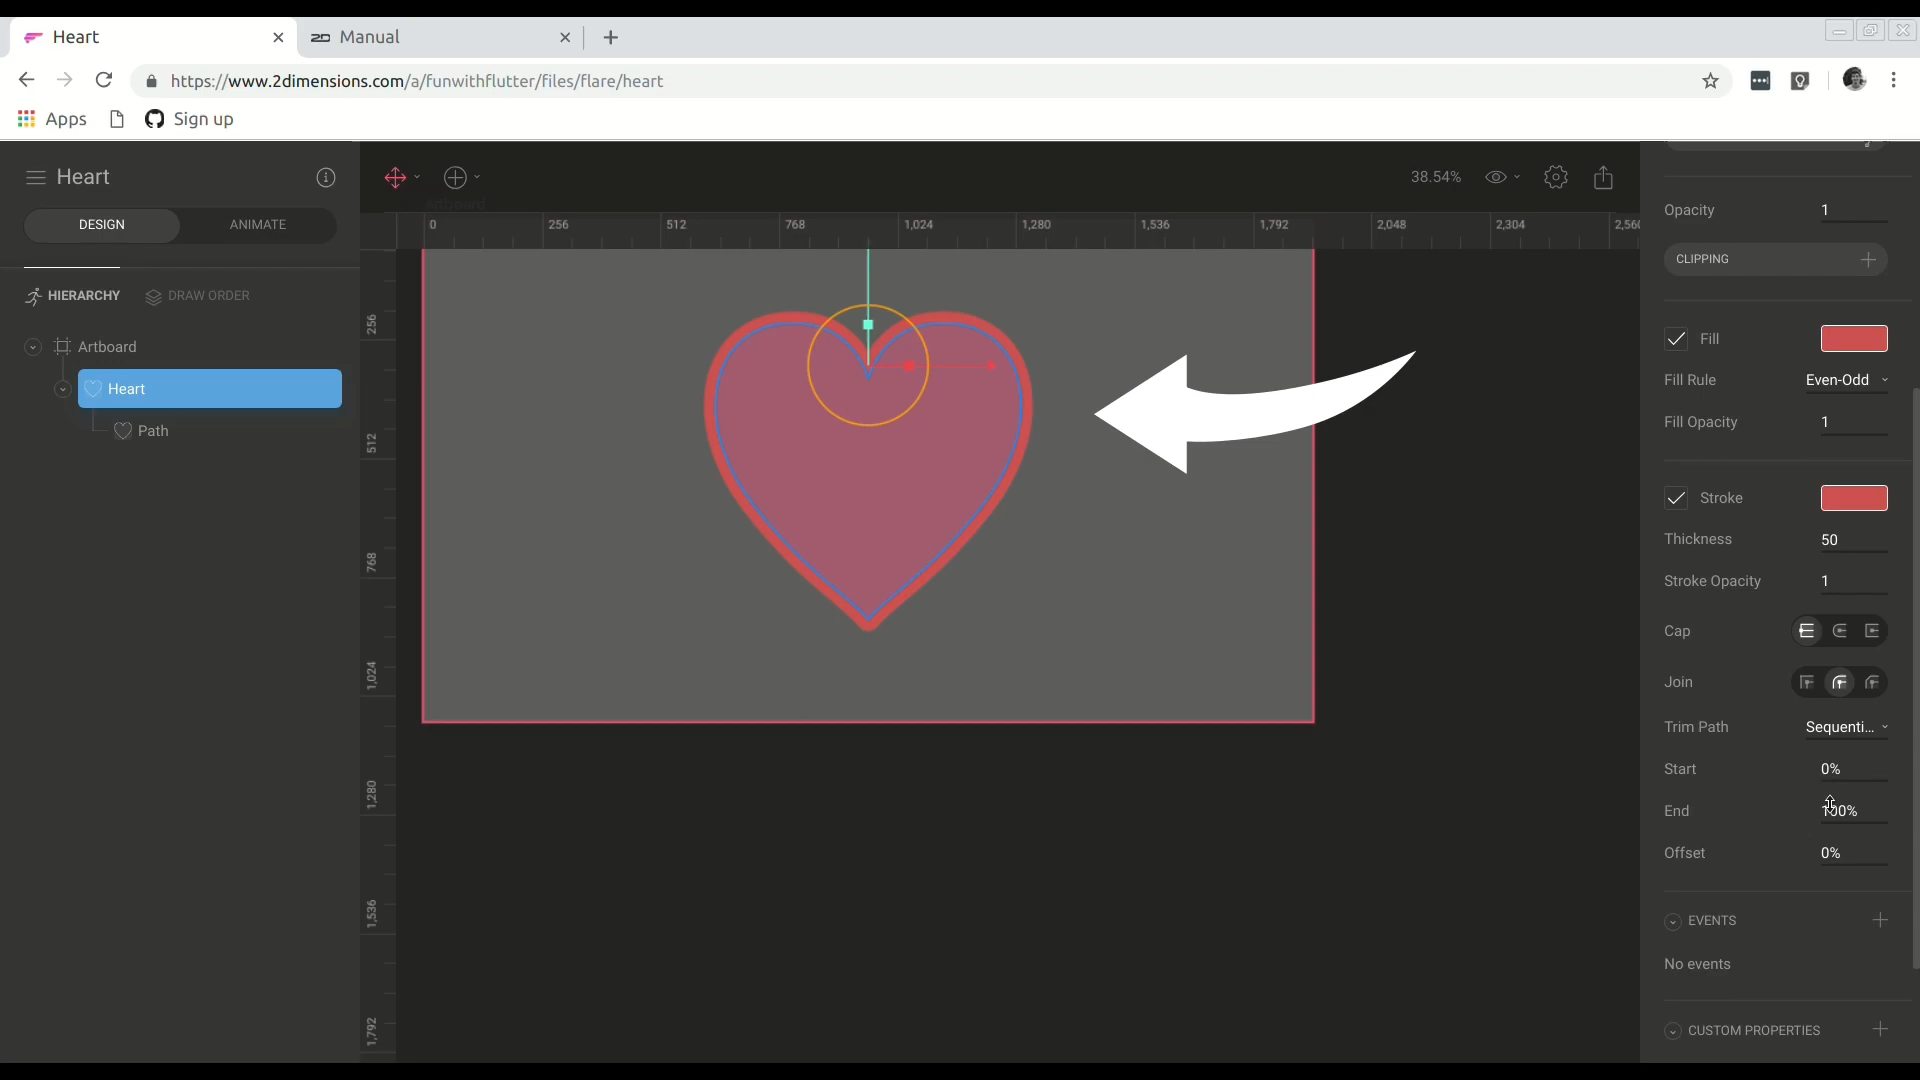 Heart
2D Manual
https://www.2dimensions.com/a/funwithflutter/files/flare/heart
Apps
Sign up
Heart
DESIGN
ANIMATE
HIERARCHY
DRAW ORDER
Artboard
Heart
Path
38.54%
Artboard
0 256 512 768 1,024 1,280 1,536 1,792 2,048 2,304 2,560
256
512
768
1,024
1,280
1,536
1,792
Opacity 1
CLIPPING
Fill
Fill Rule Even-Odd
Fill Opacity 1
Stroke
Thickness 50
Stroke Opacity 1
Cap
Join
Trim Path Sequenti...
Start 0%
End 100%
Offset 0%
EVENTS
No events
CUSTOM PROPERTIES